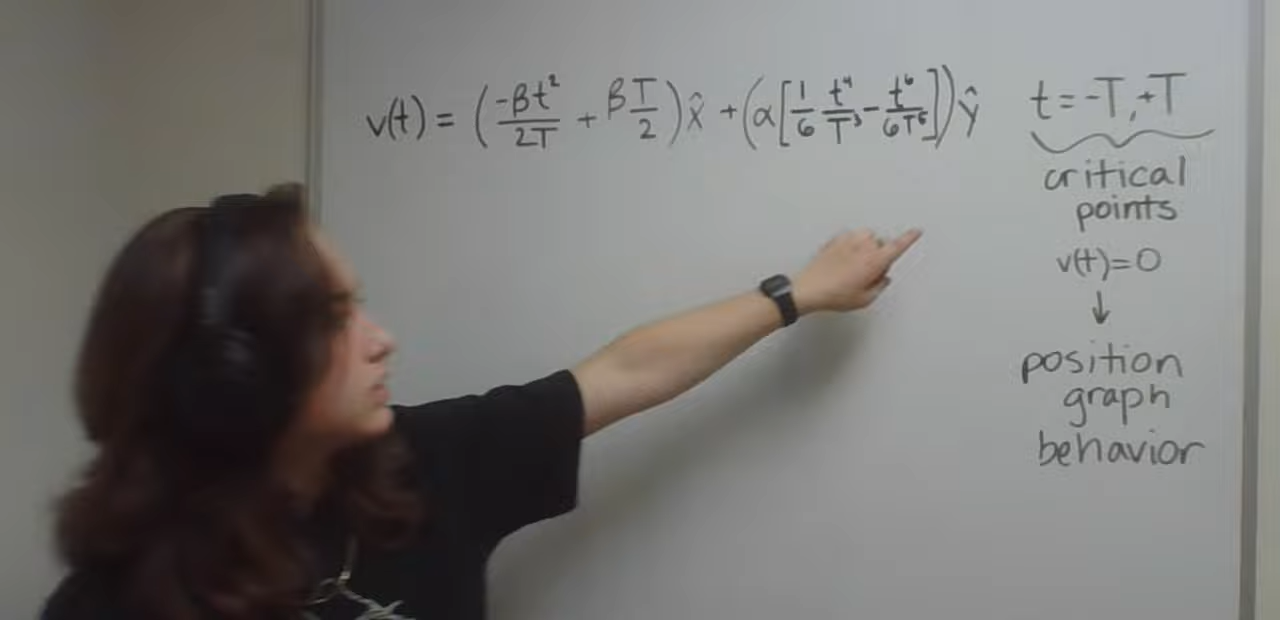 v(t) = (-βt²/2T + βT/2)x̂ + (α[1/6 t⁴/T³ - t⁶/6T⁵])ŷ
t=-T,+T
critical
points
v(t)=0
↓
position
graph
behavior